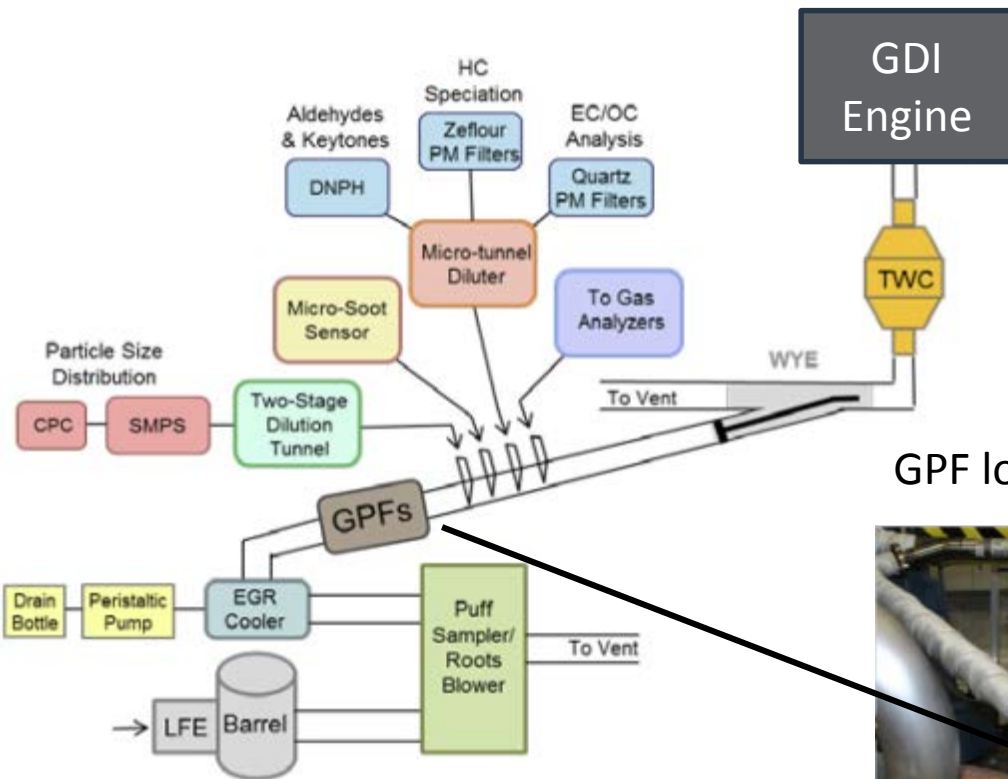 GDI
Engine
HC
Speciation
Aldehydes
& Keytones
EC/OC
Analysis
Zeflour
PM Filters
DNPH
Quartz
PM Filters
Micro-tunnel
Diluter
TWC
Micro-Soot
Sensor
To Gas
Analyzers
WYE
Particle Size
Distribution
To Vent
CPC
SMPS
Two-Stage
Dilution
Tunnel
GPF lo
GPFs
Drain
Bottle
Peristaltic
Pump
EGR
Cooler
Puff
Sampler/
Roots
Blower
To Vent
LFE
Barrel